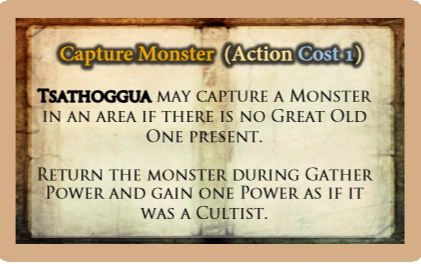 Capture Monster (Action Cost 1)
Tsathoggua may capture a Monster
in an area if there is no Great Old
One present.
Return the monster during Gather
Power and gain one Power as if it
was a Cultist.